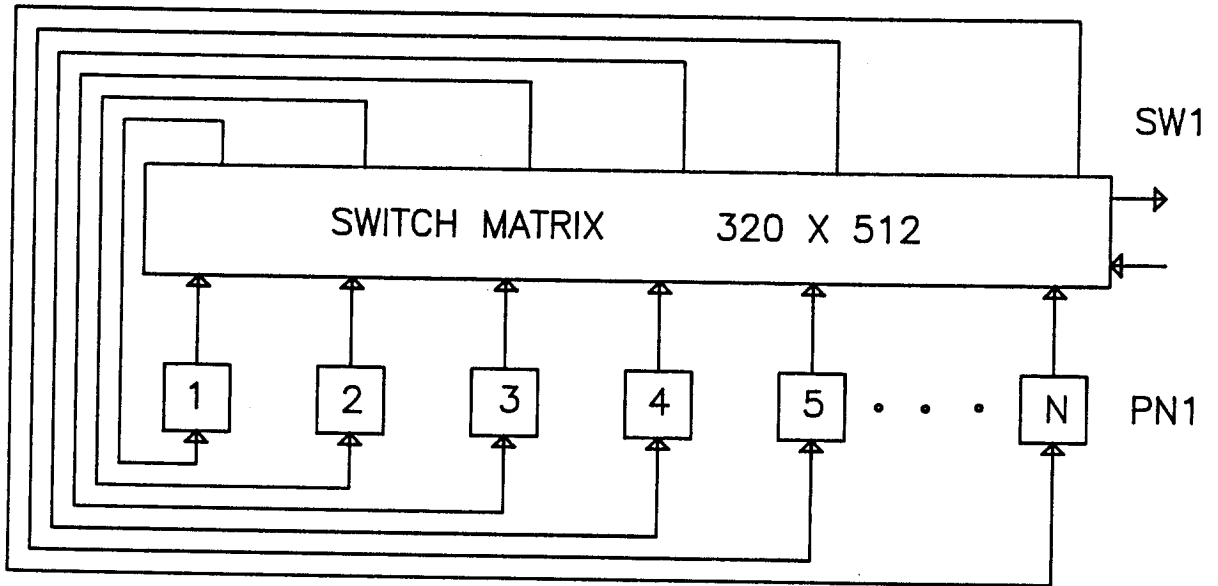 SW1
SWITCH MATRIX 320 X 512
1 2 3 4 5 • • • N PN1